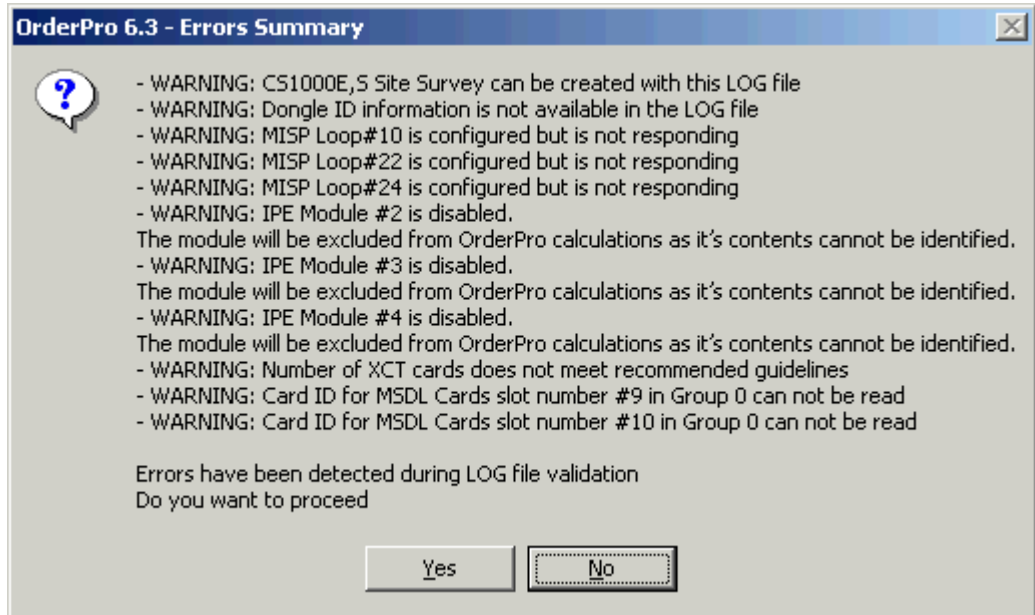 OrderPro 6.3 - Errors Summary
- WARNING: CS1000E,S Site Survey can be created with this LOG file
- WARNING: Dongle ID information is not available in the LOG file
- WARNING: MISP Loop#10 is configured but is not responding
- WARNING: MISP Loop#22 is configured but is not responding
- WARNING: MISP Loop#24 is configured but is not responding
- WARNING: IPE Module #2 is disabled.
The module will be excluded from OrderPro calculations as it's contents cannot be identified.
- WARNING: IPE Module #3 is disabled.
The module will be excluded from OrderPro calculations as it's contents cannot be identified.
- WARNING: IPE Module #4 is disabled.
The module will be excluded from OrderPro calculations as it's contents cannot be identified.
- WARNING: Number of XCT cards does not meet recommended guidelines
- WARNING: Card ID for MSDL Cards slot number #9 in Group 0 can not be read
- WARNING: Card ID for MSDL Cards slot number #10 in Group 0 can not be read
Errors have been detected during LOG file validation
Do you want to proceed
Yes No